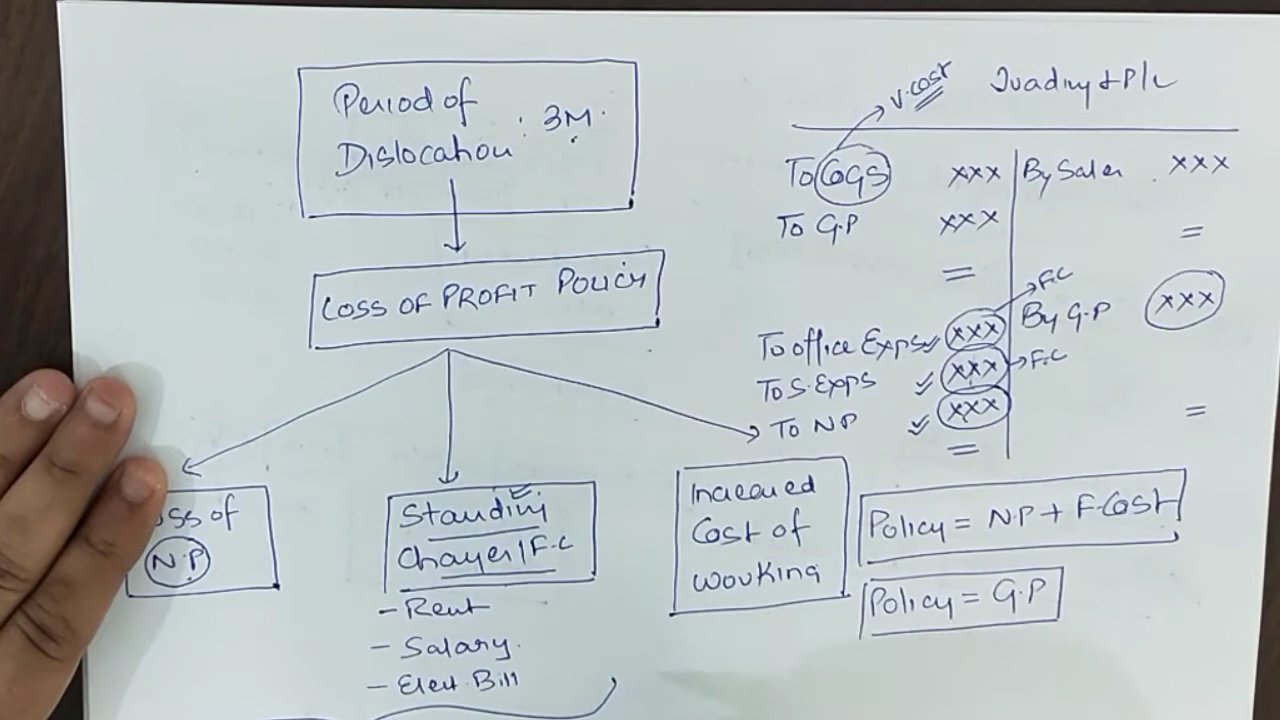 Period of
Dislocation : 3M.
LOSS OF PROFIT POLICY
oss of
N.P
Standing
Charges/F.C
- Rent
- Salary.
- Elect. Bill
Increased
Cost of
Working
V.cost
Trading & P/L
To COGS xxx By Sales xxx
To G.P xxx =
=
F.C
To office Exps xxx By G.P xxx
To S.Exps xxx F.C
To NP xxx =
=
Policy = N.P + F.Cost
Policy = G.P